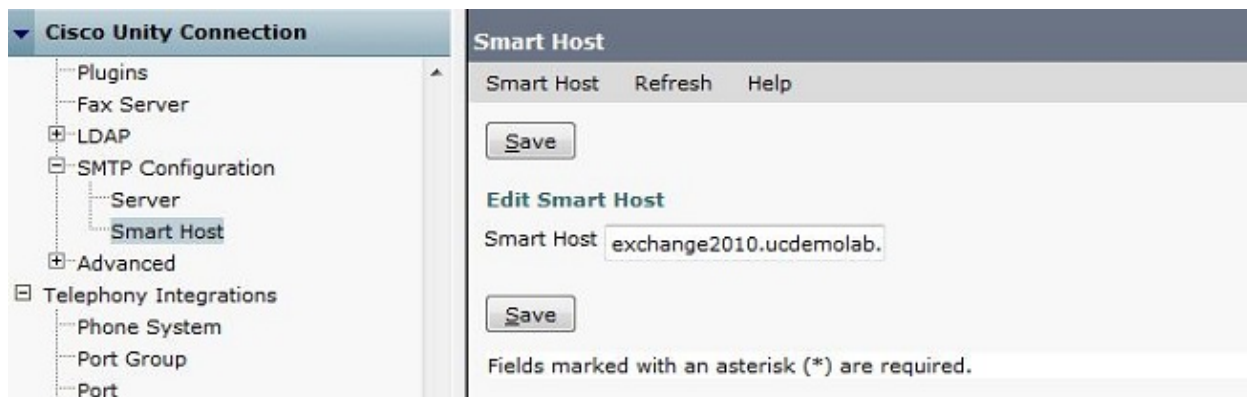 Cisco Unity Connection
Plugins
Fax Server
LDAP
SMTP Configuration
Server
Smart Host
Advanced
Telephony Integrations
Phone System
Port Group
Port
Smart Host
Smart Host Refresh Help
Save
Edit Smart Host
Smart Host exchange2010.ucdemolab.
Save
Fields marked with an asterisk (*) are required.